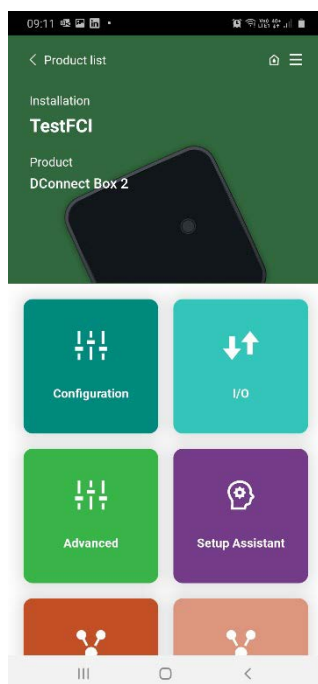 09:11
Product list
Installation
TestFCI
Product
DConnect Box 2
Configuration
I/O
Advanced
Setup Assistant